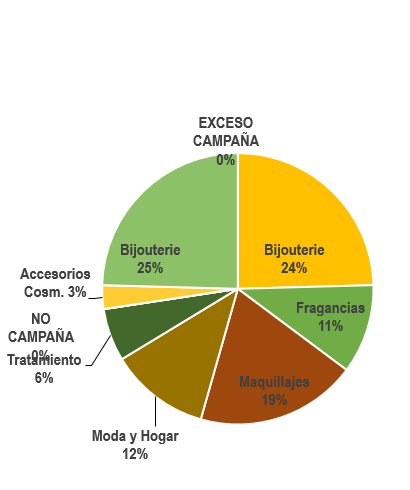 EXCESO
CAMPAÑA
0%
Bijouterie
25%
Bijouterie
24%
Accesorios
Cosm. 3%
Fragancias
11%
NO
CAMPAÑA
0%
Tratamiento
6%
Maquillajes
19%
Moda y Hogar
12%